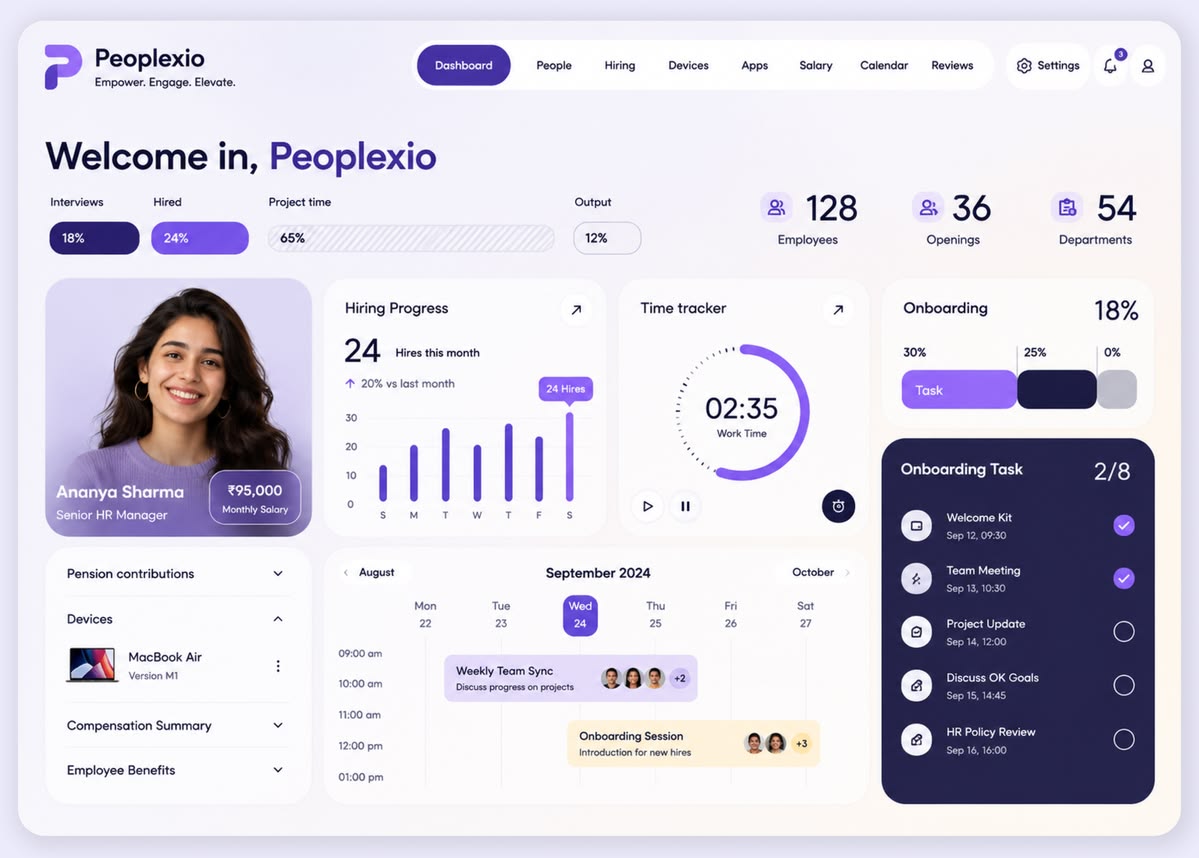 Peoplexio
Empower. Engage. Elevate.
Dashboard
People
Hiring
Devices
Apps
Salary
Calendar
Reviews
Settings
3
Welcome in, Peoplexio
Interviews
Hired
Project time
Output
18%
24%
65%
12%
128
Employees
36
Openings
54
Departments
Ananya Sharma
Senior HR Manager
₹95,000
Monthly Salary
Hiring Progress
24 Hires this month
20% vs last month
24 Hires
30
20
10
0
S M T W T F S
Time tracker
02:35
Work Time
Onboarding
18%
30% 25% 0%
Task
Onboarding Task
2/8
Welcome Kit
Sep 12, 09:30
Team Meeting
Sep 13, 10:30
Project Update
Sep 14, 12:00
Discuss OK Goals
Sep 15, 14:45
HR Policy Review
Sep 16, 16:00
Pension contributions
Devices
MacBook Air
Version M1
Compensation Summary
Employee Benefits
August
September 2024
October
Mon Tue Wed Thu Fri Sat
22 23 24 25 26 27
09:00 am
10:00 am
11:00 am
12:00 pm
01:00 pm
Weekly Team Sync
Discuss progress on projects
+2
Onboarding Session
Introduction for new hires
+3